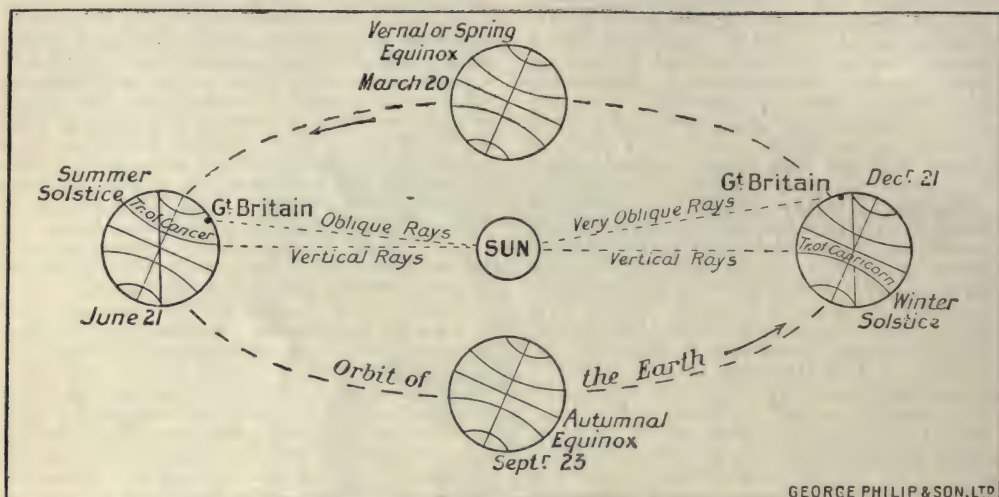 Vernal or Spring
Equinox
March 20
Summer
Solstice
Tr. of Cancer
Gt Britain
Oblique Rays
Vertical Rays
June 21
SUN
Gt Britain
Decr 21
Very Oblique Rays
Vertical Rays
Tr. of Capricorn
Winter
Solstice
Orbit of
the Earth
Autumnal
Equinox
Septr 23
GEORGE PHILIP & SON, LTD